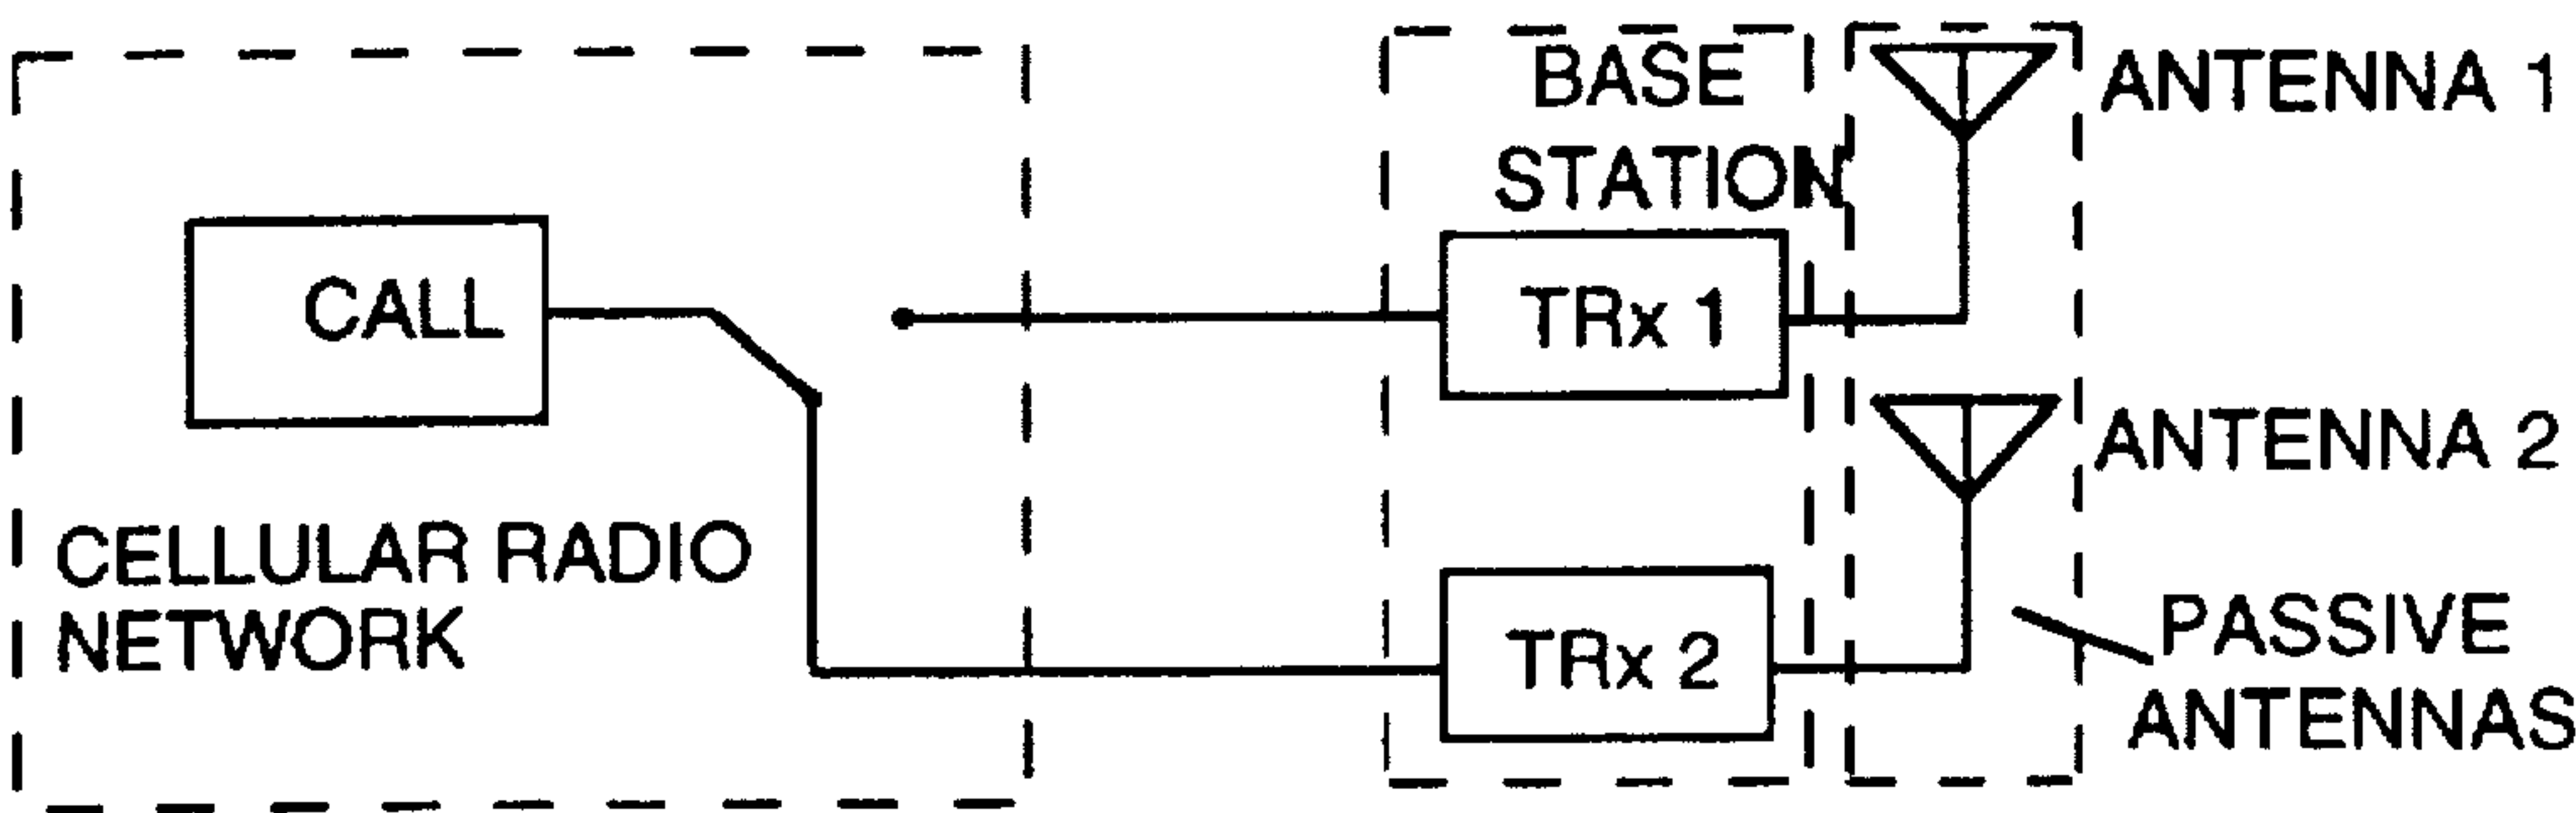 BASE
STATION
ANTENNA 1
CALL
TRx 1
ANTENNA 2
CELLULAR RADIO
NETWORK
TRx 2
PASSIVE
ANTENNAS